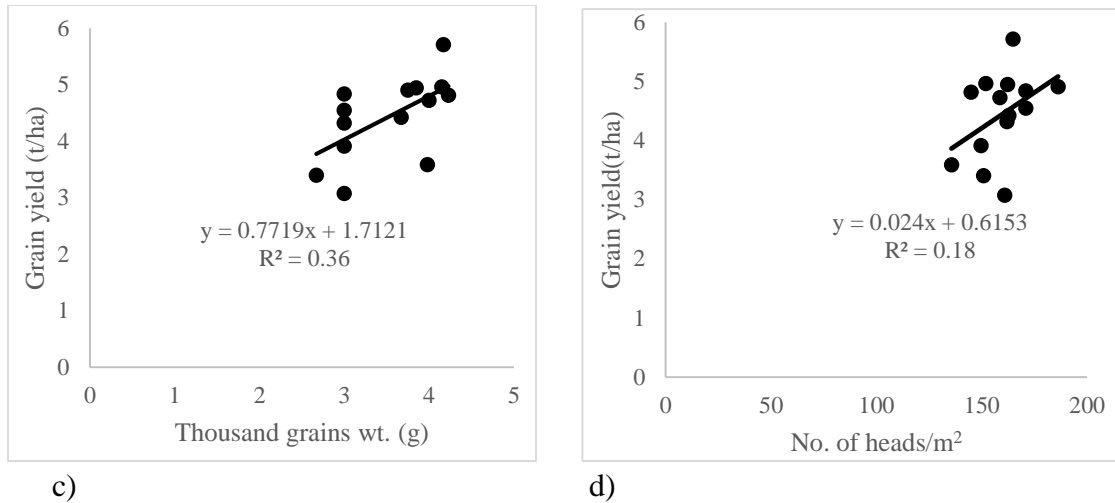 6
5
4
3
2
1
0
Grain yield (t/ha)
y = 0.7719x + 1.7121
R² = 0.36
0 1 2 3 4 5
Thousand grains wt. (g)
c)
6
5
4
3
2
1
0
Grain yield(t/ha)
y = 0.024x + 0.6153
R² = 0.18
0 50 100 150 200
No. of heads/m²
d)